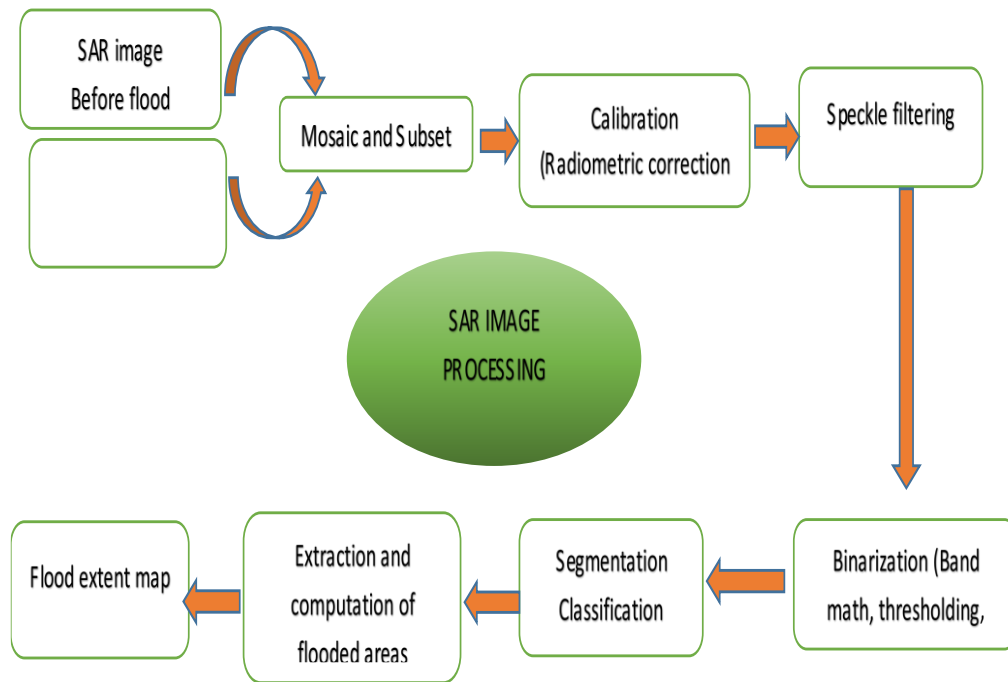 SAR image
Before flood
Mosaic and Subset
Calibration
(Radiometric correction
Speckle filtering
SAR IMAGE
PROCESSING
Binarization (Band
math, thresholding,
Segmentation
Classification
Extraction and
computation of
flooded areas
Flood extent map